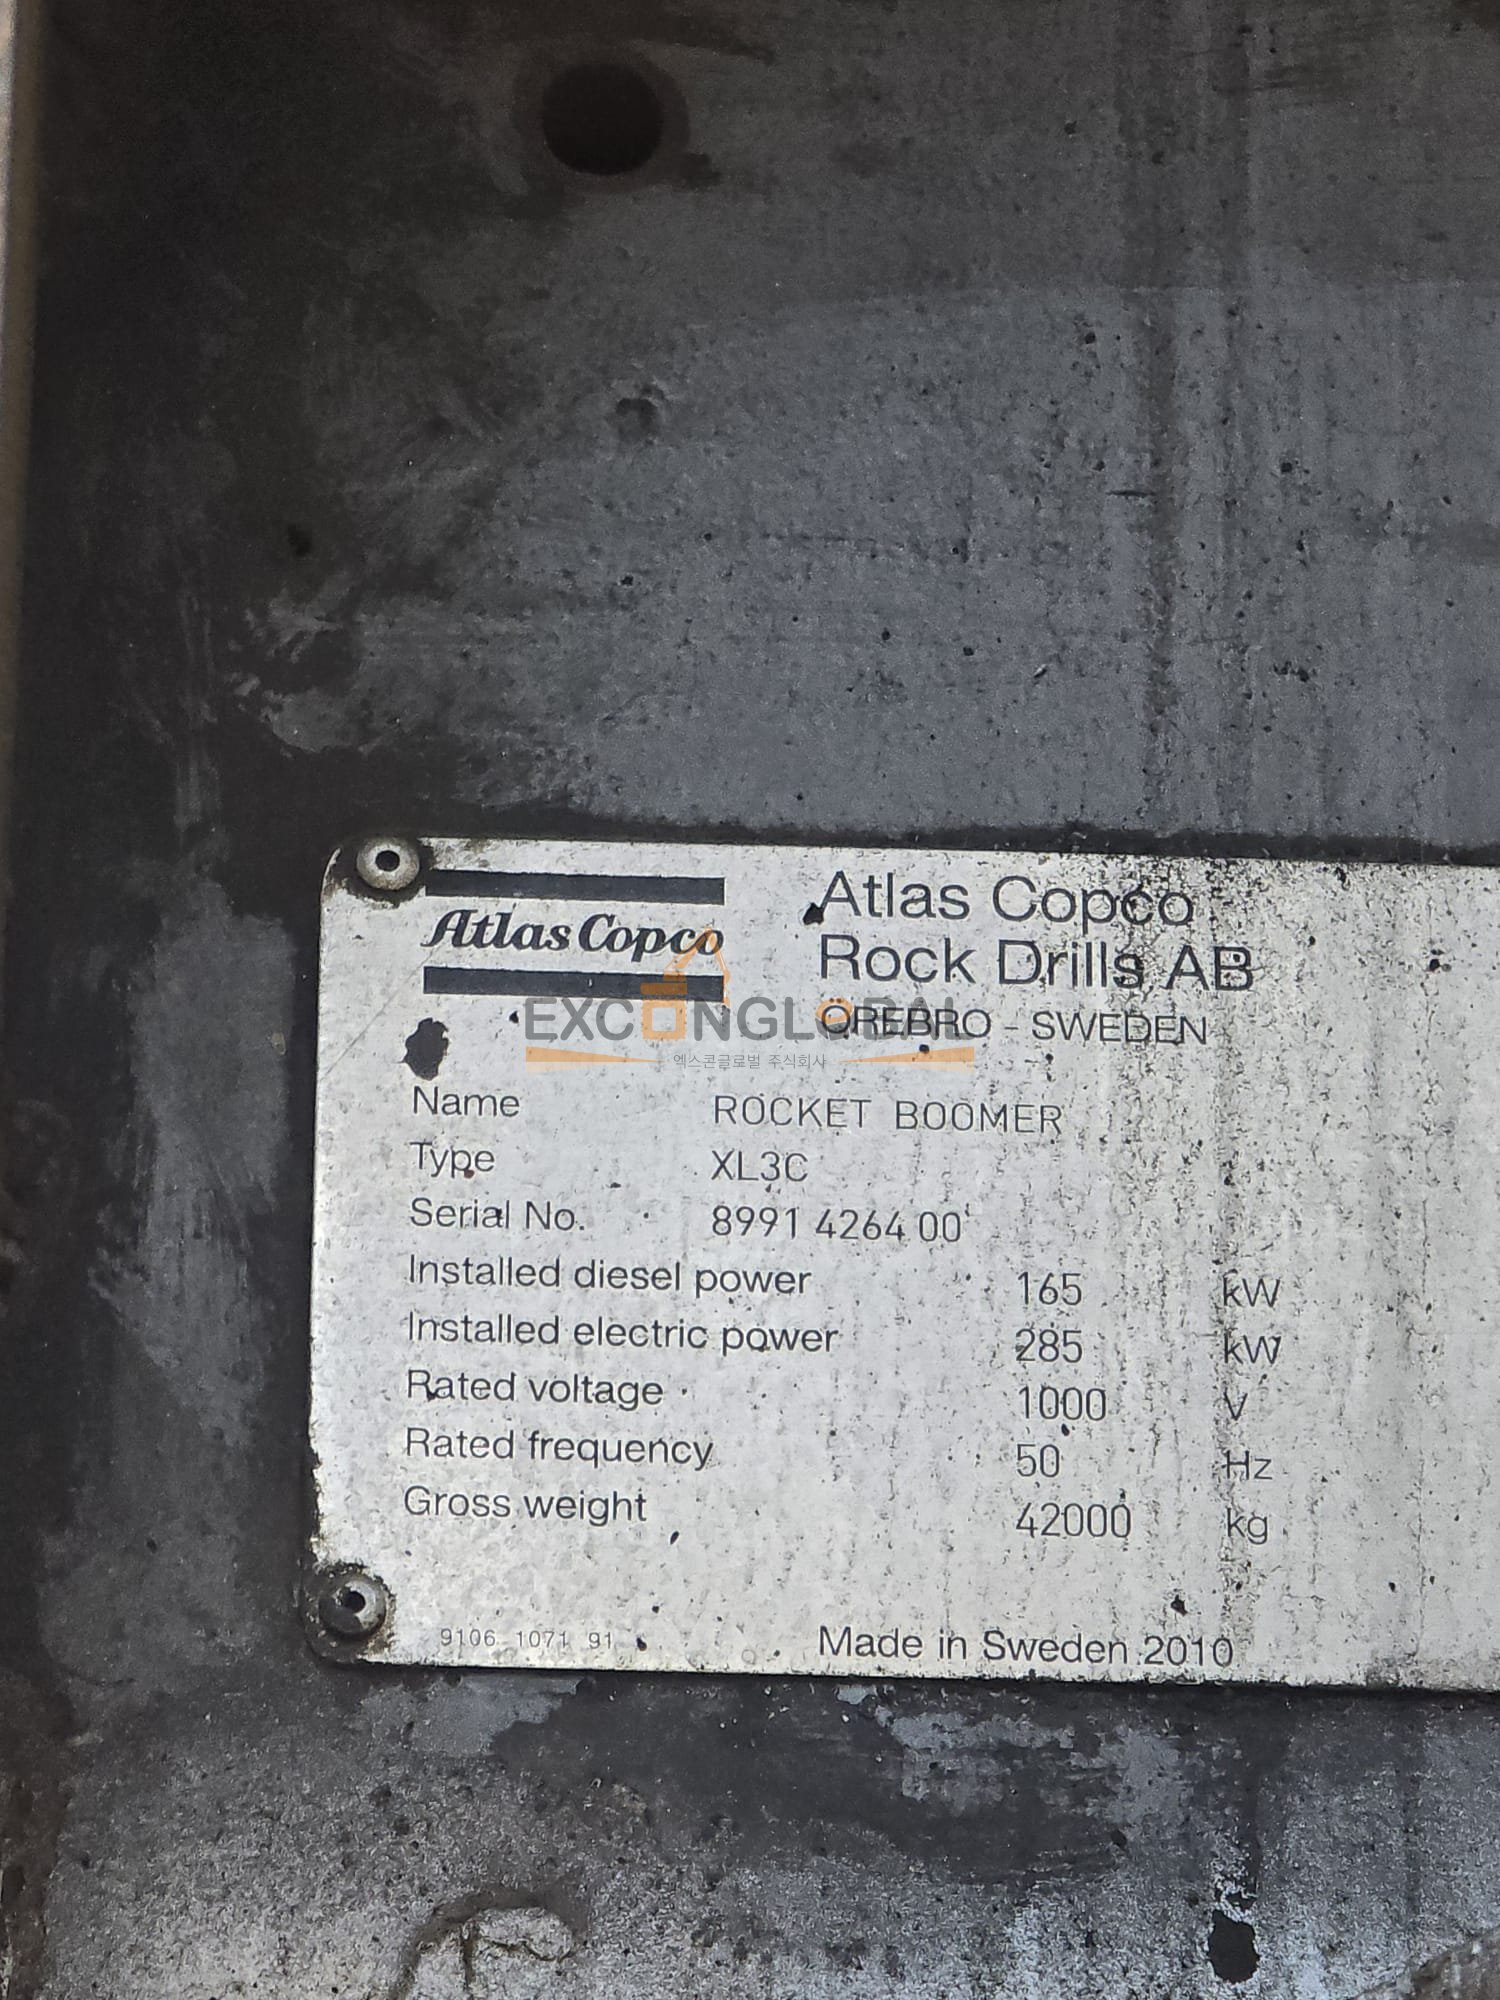 Atlas Copco
Atlas Copco
Rock Drills AB
ÖREBRO - SWEDEN
EXCONGLOBAL
엑스콘글로벌 주식회사
Name ROCKET BOOMER
Type XL3C
Serial No. 8991 4264 00
Installed diesel power 165 kW
Installed electric power 285 kW
Rated voltage 1000 V
Rated frequency 50 Hz
Gross weight 42000 kg
9106 1071 91 Made in Sweden 2010